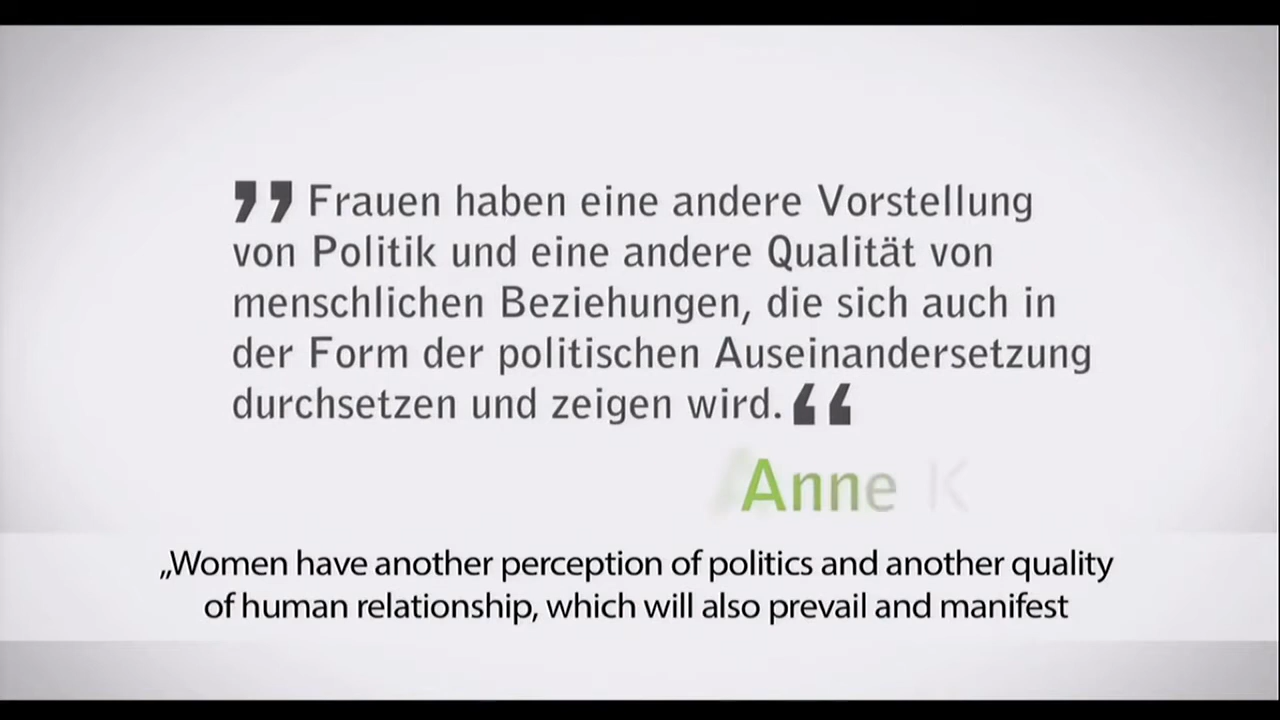 „Frauen haben eine andere Vorstellung
von Politik und eine andere Qualität von
menschlichen Beziehungen, die sich auch in
der Form der politischen Auseinandersetzung
durchsetzen und zeigen wird.“
Anne K
„Women have another perception of politics and another quality
of human relationship, which will also prevail and manifest